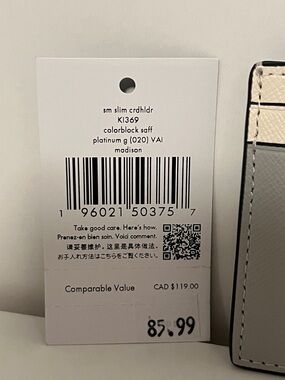 sm slim crdhldr
KI369
colorblock saff
platinum g (020) VAI
madison
1 96021 50375 7
Take good care. Here's how.
Prenez-en bien soin. Voici comment.
请妥善维护。这里是具体做法。
お手入れ方法はこちらをご覧ください。
Comparable Value CAD $119.00
85.99